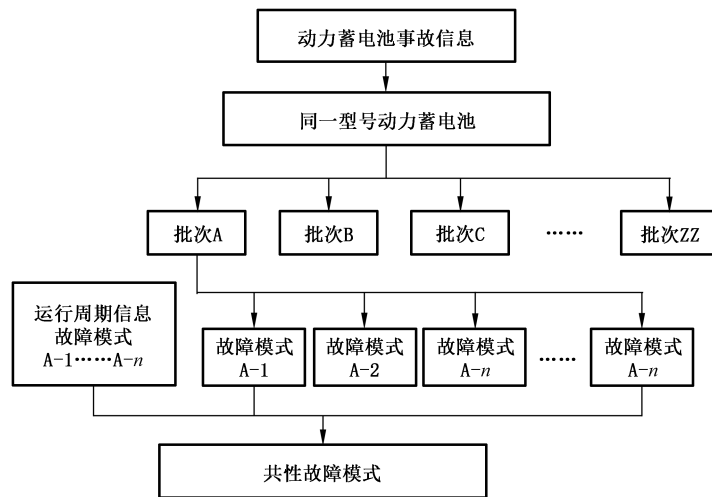 动力蓄电池事故信息
同一型号动力蓄电池
批次A
批次B
批次C
……
批次ZZ
运行周期信息
故障模式
A-1……A-n
故障模式
A-1
故障模式
A-2
故障模式
A-n
……
故障模式
A-n
共性故障模式